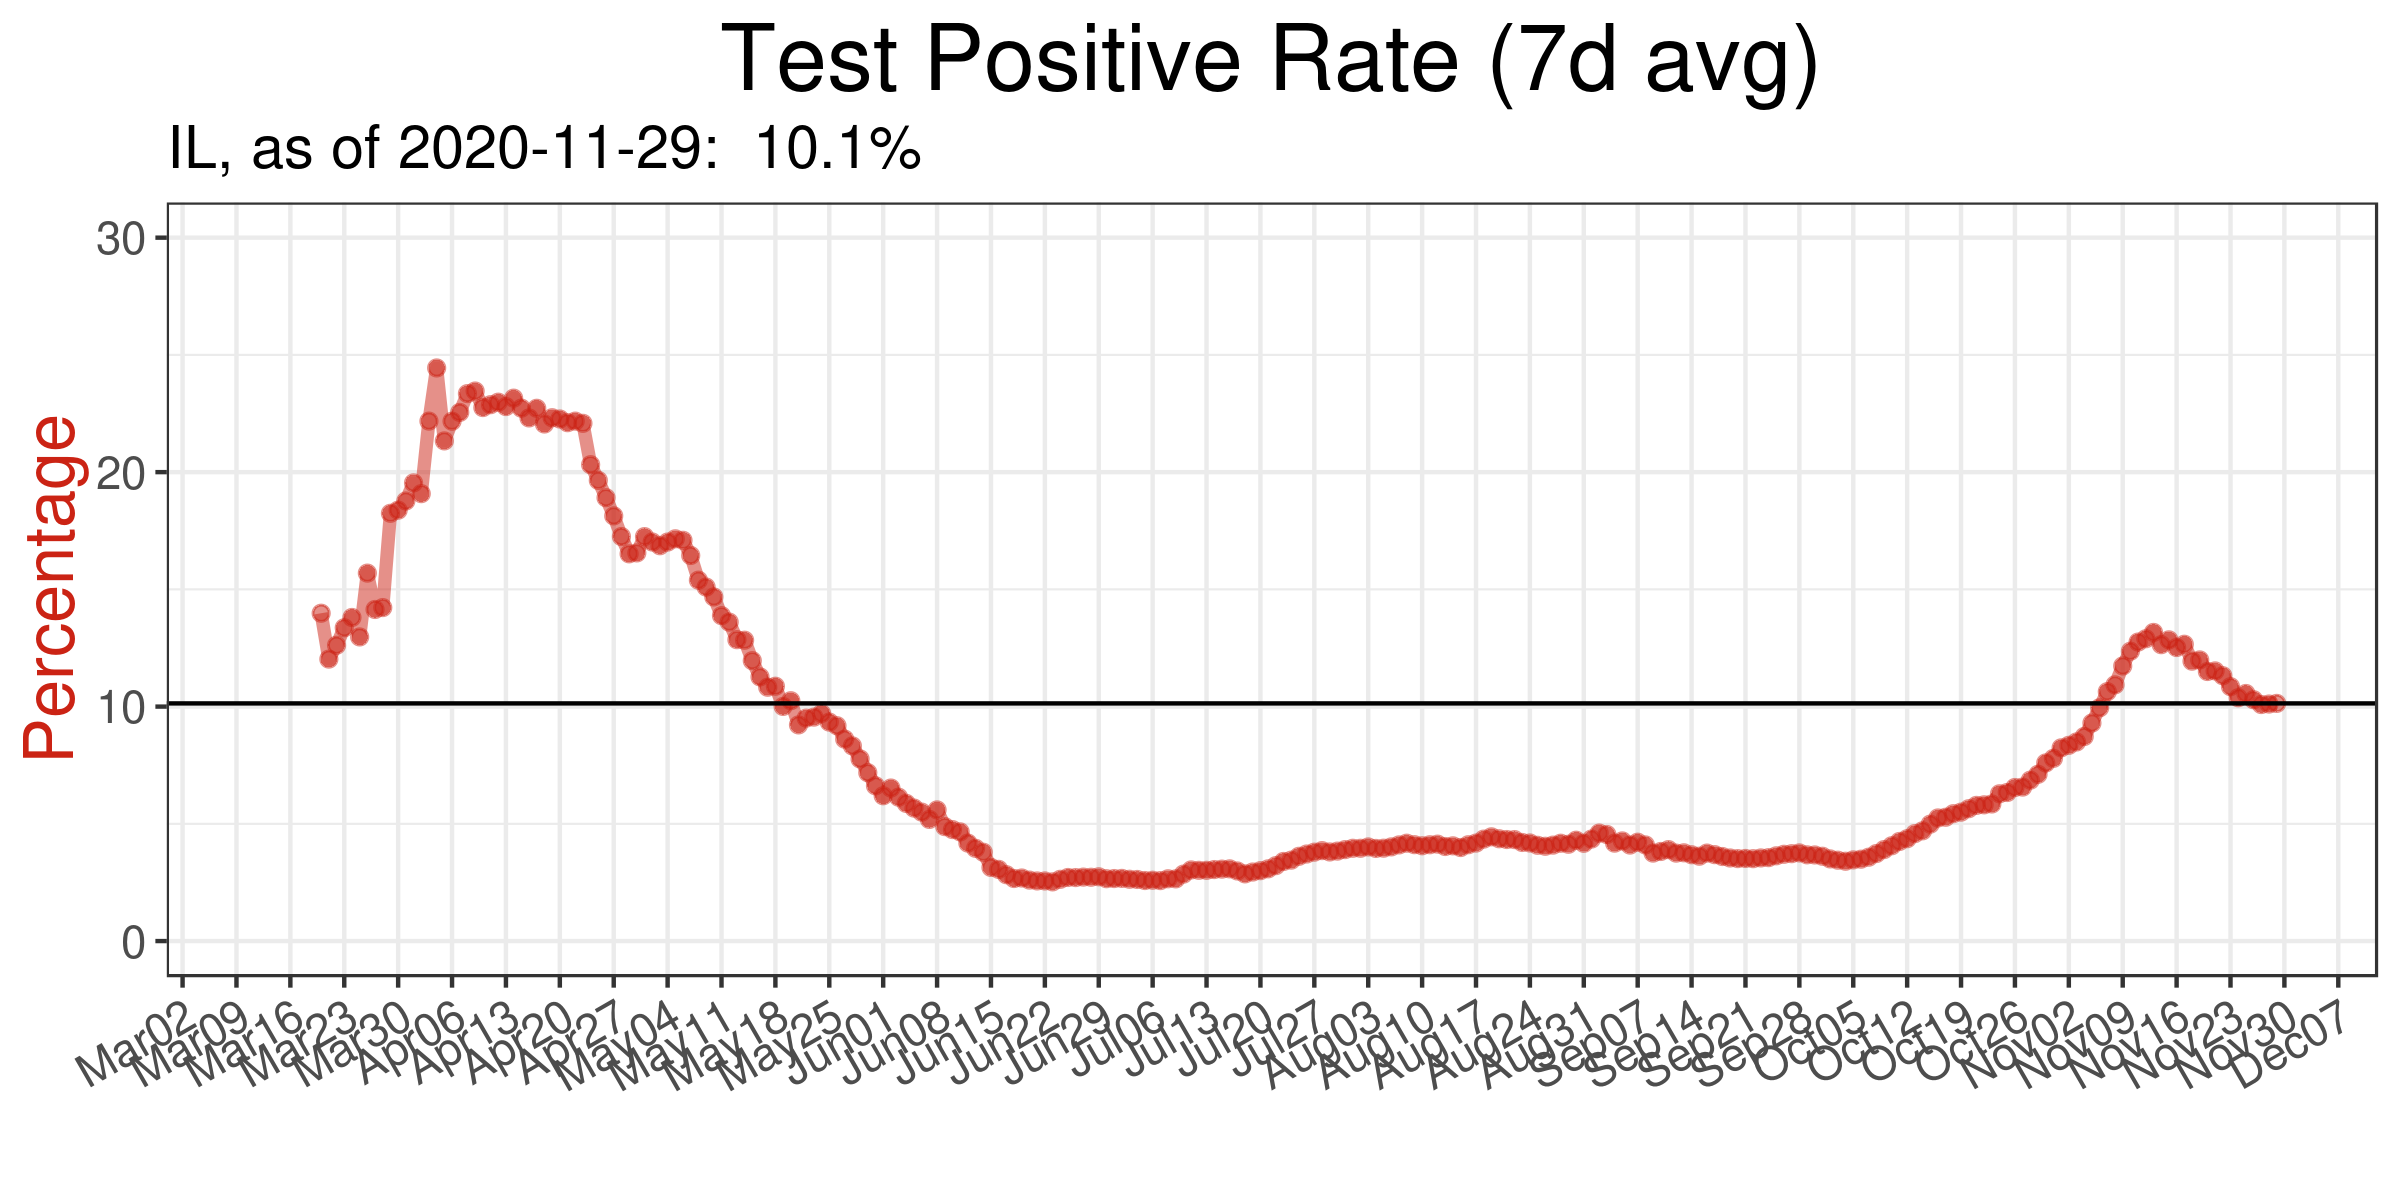 Test Positive Rate (7d avg)
IL, as of 2020-11-29:  10.1%
Percentage
30
20
10
0
Mar02
Mar09
Mar16
Mar23
Mar30
Apr06
Apr13
Apr20
Apr27
May04
May11
May18
May25
Jun01
Jun08
Jun15
Jun22
Jun29
Jul06
Jul13
Jul20
Jul27
Aug03
Aug10
Aug17
Aug24
Aug31
Sep07
Sep14
Sep21
Sep28
Oct05
Oct12
Oct19
Oct26
Nov02
Nov09
Nov16
Nov23
Nov30
Dec07